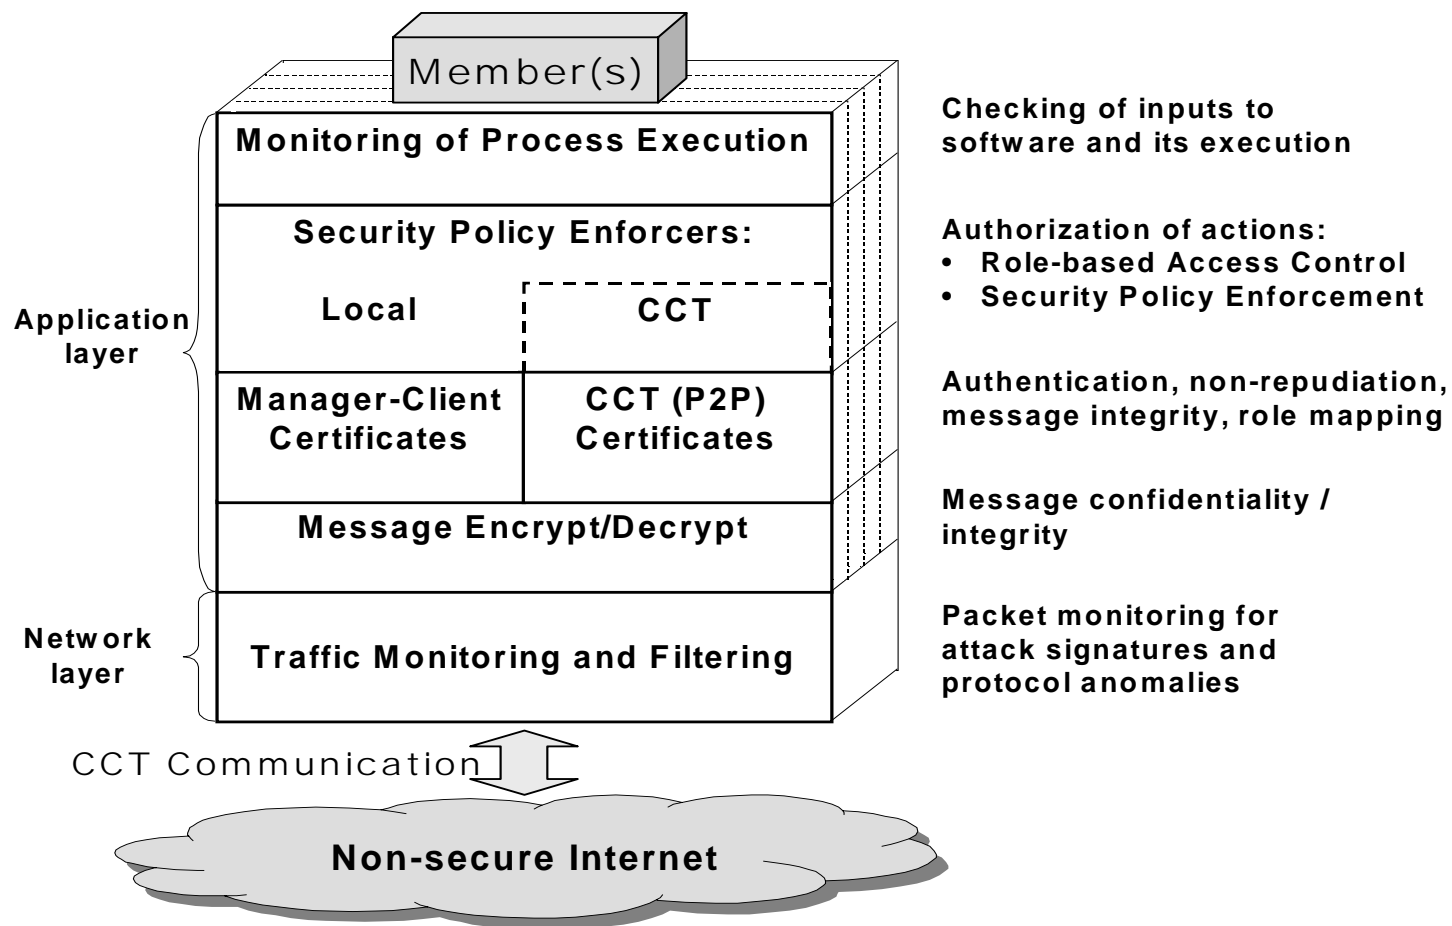 Member(s)
Monitoring of Process Execution
Checking of inputs to
software and its execution
Security Policy Enforcers:
Local
CCT
Authorization of actions:
• Role-based Access Control
• Security Policy Enforcement
Application
layer
Manager-Client
Certificates
CCT (P2P)
Certificates
Authentication, non-repudiation,
message integrity, role mapping
Message Encrypt/Decrypt
Message confidentiality /
integrity
Network
layer
Traffic Monitoring and Filtering
Packet monitoring for
attack signatures and
protocol anomalies
CCT Communication
Non-secure Internet